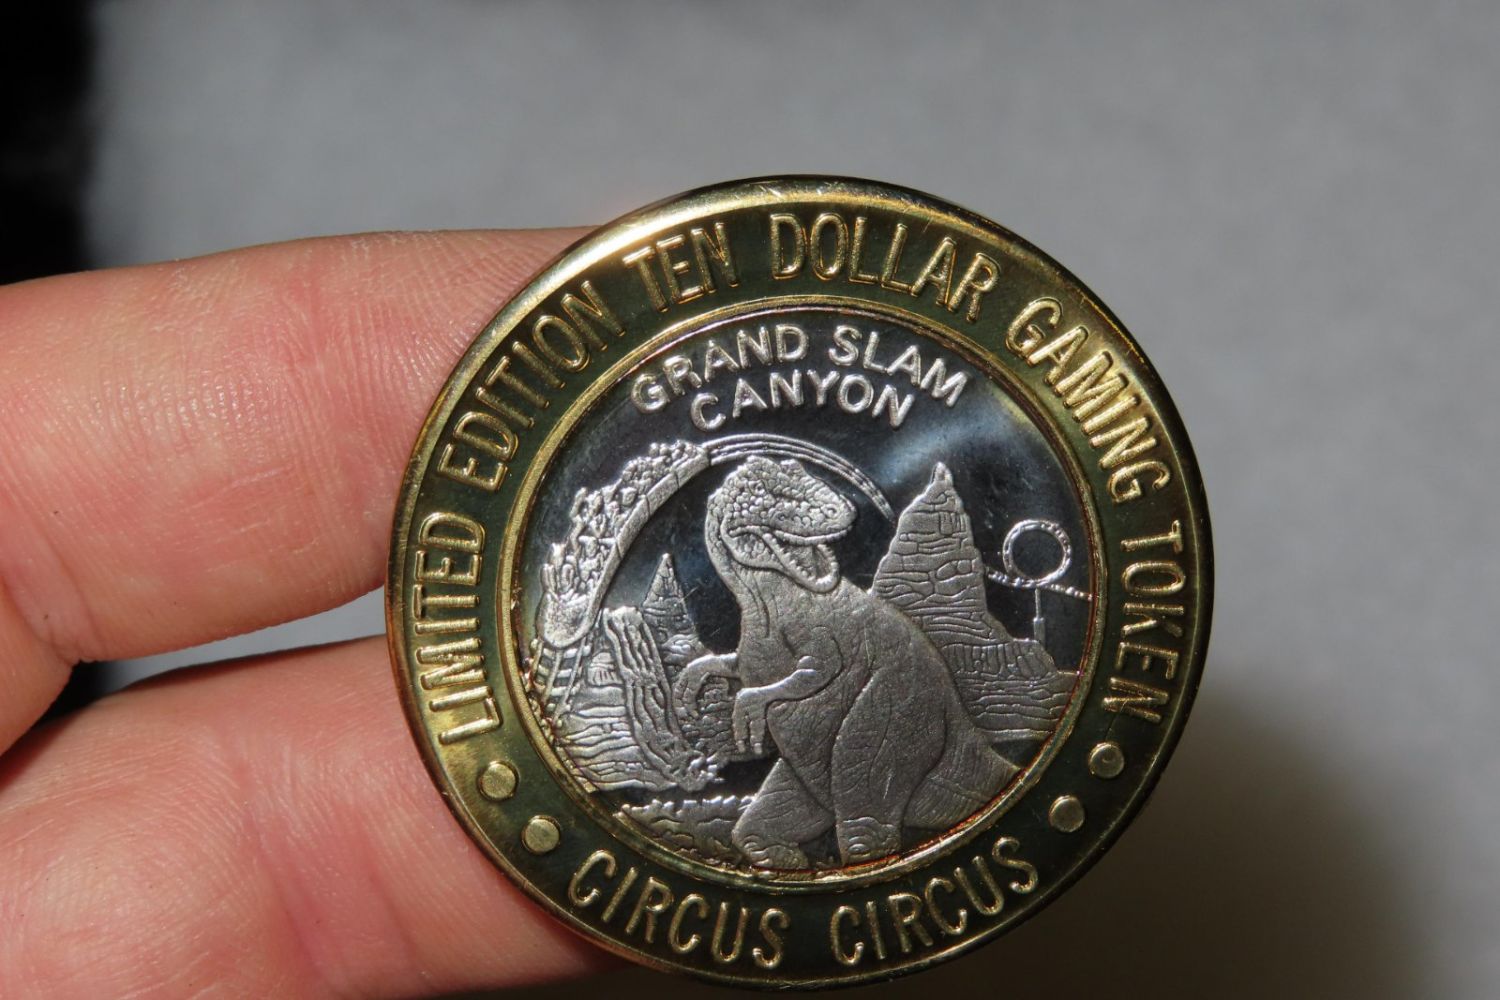 LIMITED EDITION TEN DOLLAR GAMING TOKEN
GRAND SLAM
CANYON
CIRCUS CIRCUS